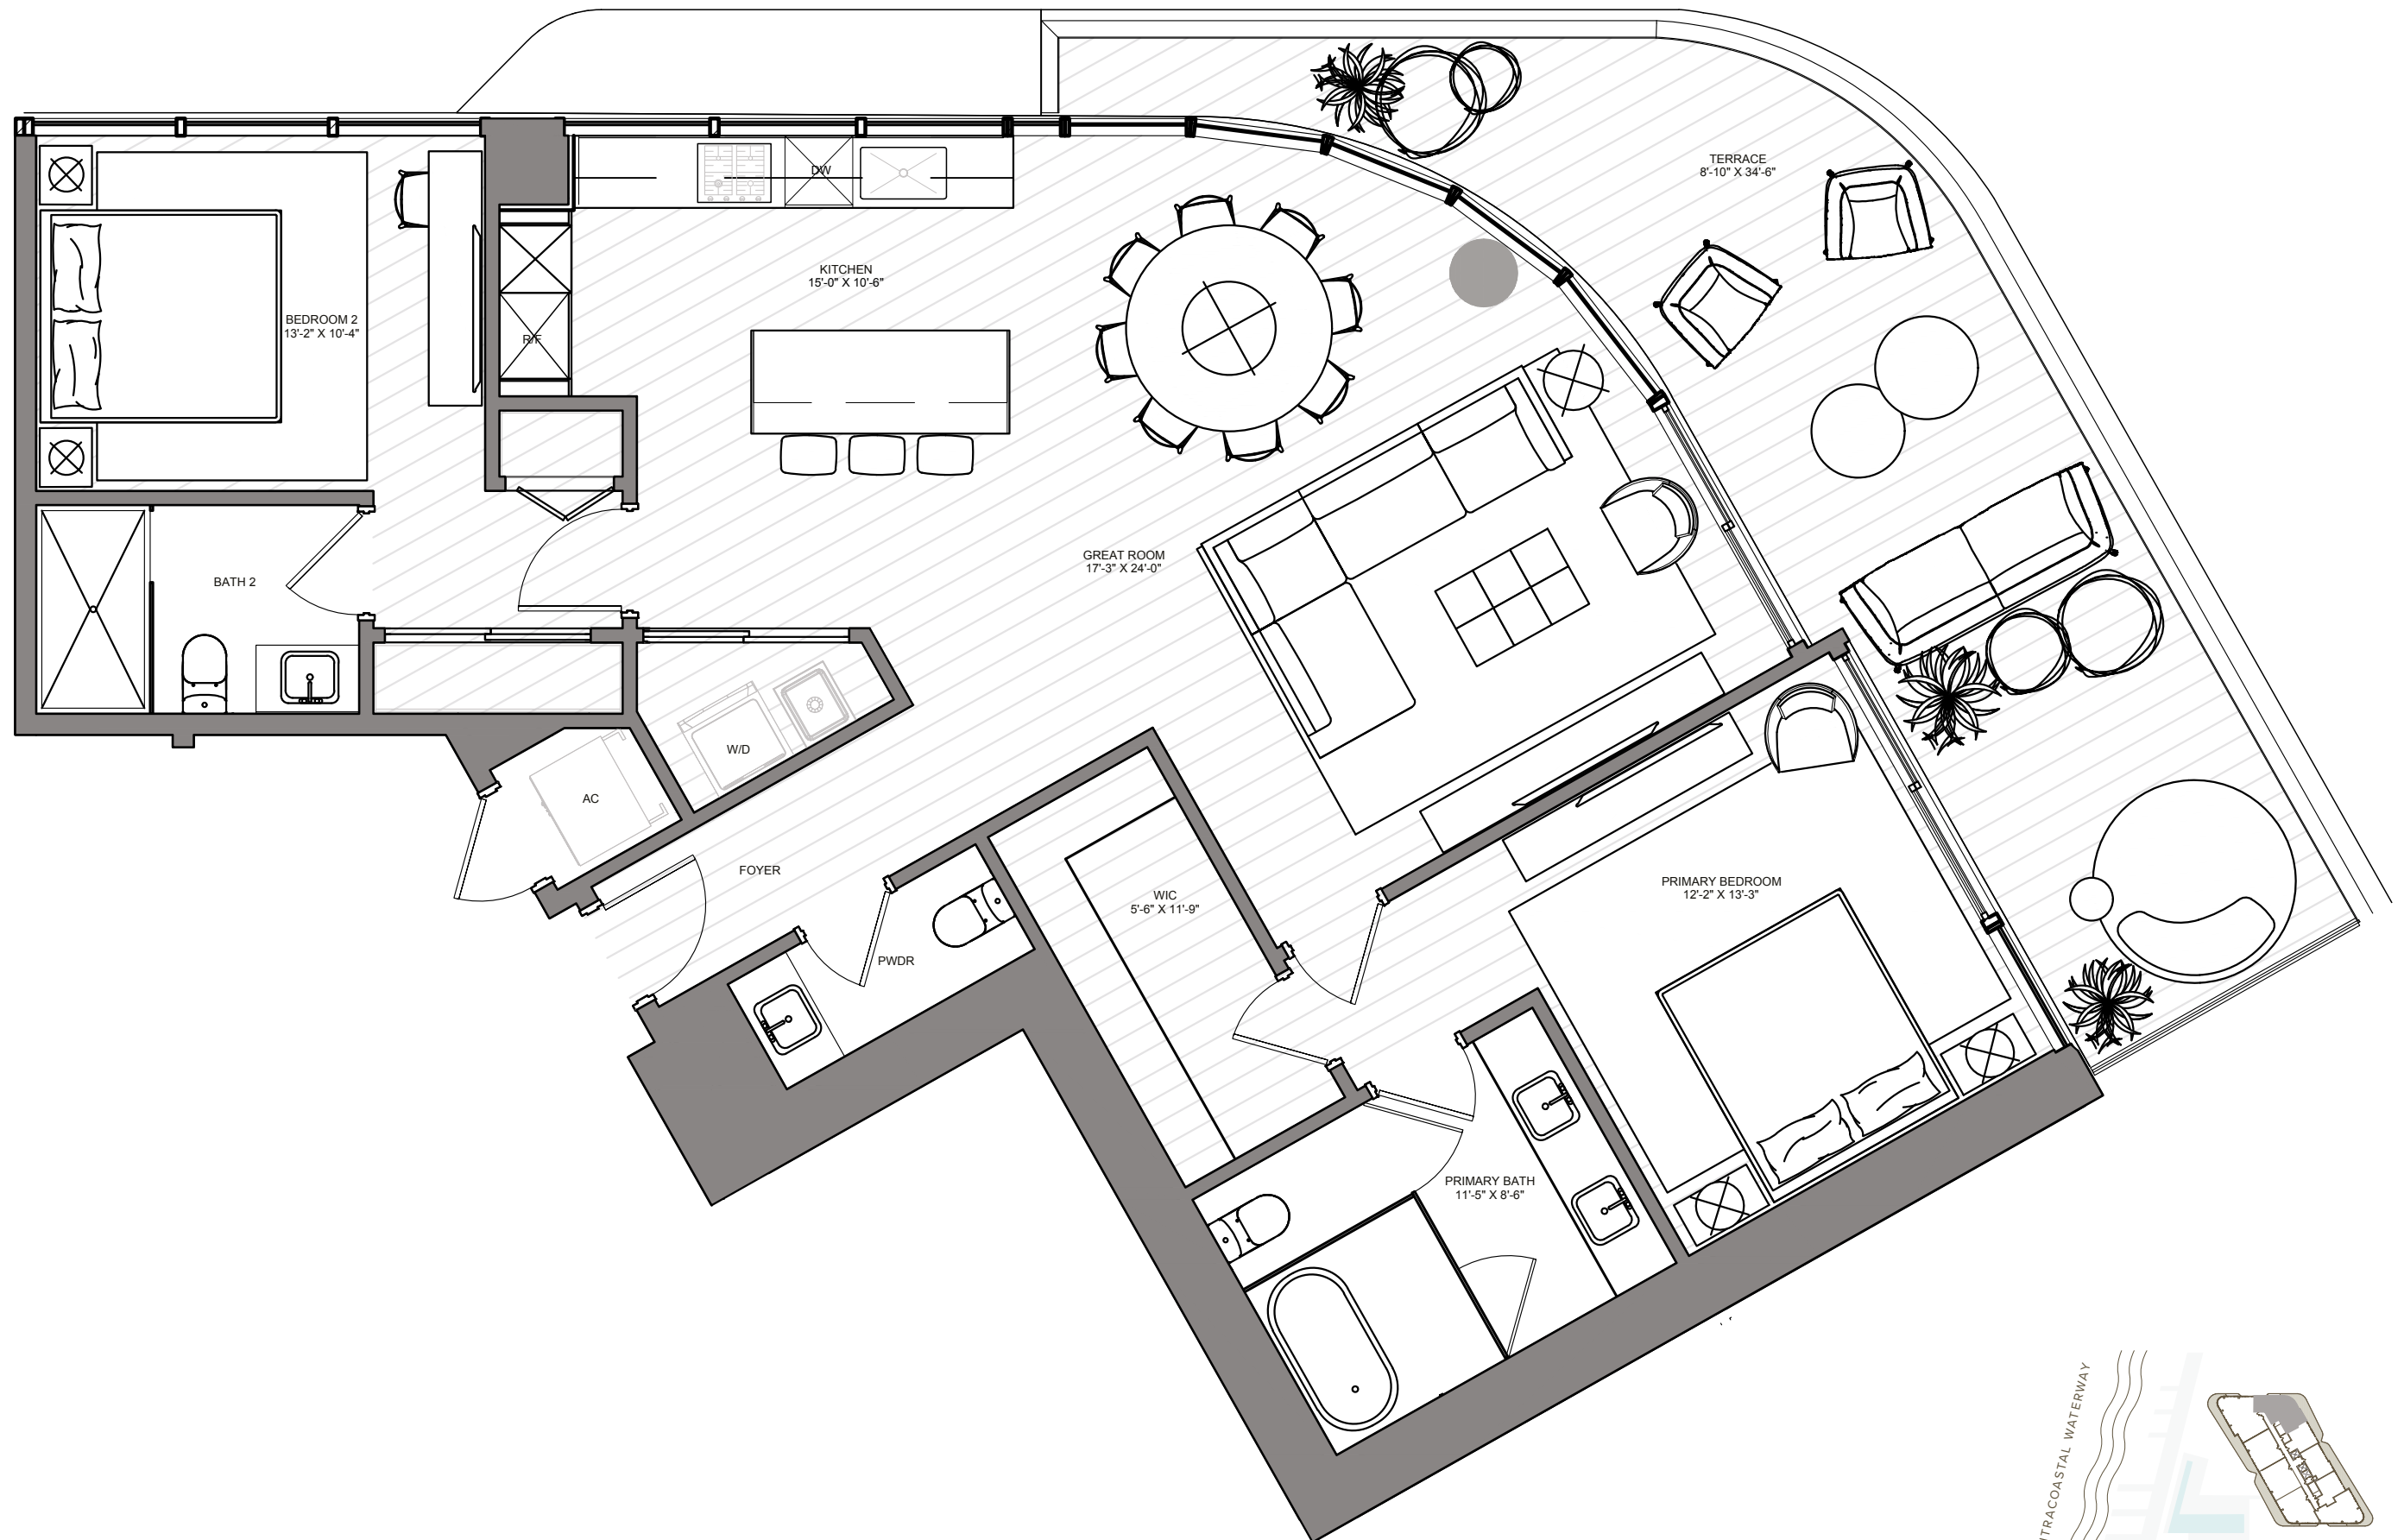 TERRACE
8'-10" X 34'-6"
DW
KITCHEN
15'-0" X 10'-6"
BEDROOM 2
13'-2" X 10'-4"
R/F
GREAT ROOM
17'-3" X 24'-0"
BATH 2
W/D
AC
FOYER
PRIMARY BEDROOM
12'-2" X 13'-3"
WIC
5'-6" X 11'-9"
PWDR
PRIMARY BATH
11'-5" X 8'-6"
WATERWAY